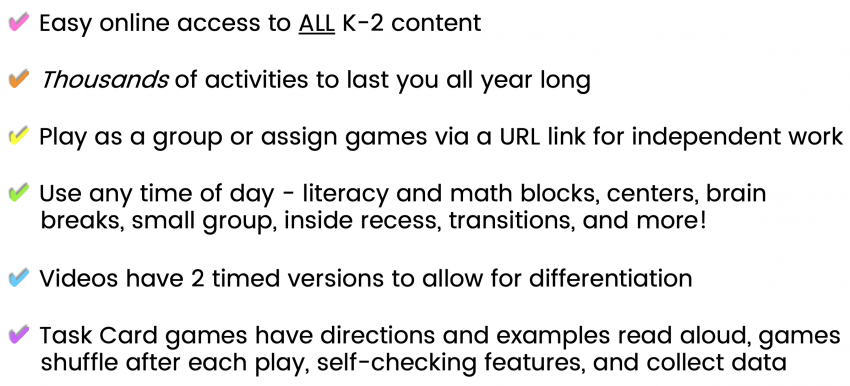 Easy online access to ALL K-2 content
Thousands of activities to last you all year long
Play as a group or assign games via a URL link for independent work
Use any time of day - literacy and math blocks, centers, brain
breaks, small group, inside recess, transitions, and more!
Videos have 2 timed versions to allow for differentiation
Task Card games have directions and examples read aloud, games
shuffle after each play, self-checking features, and collect data